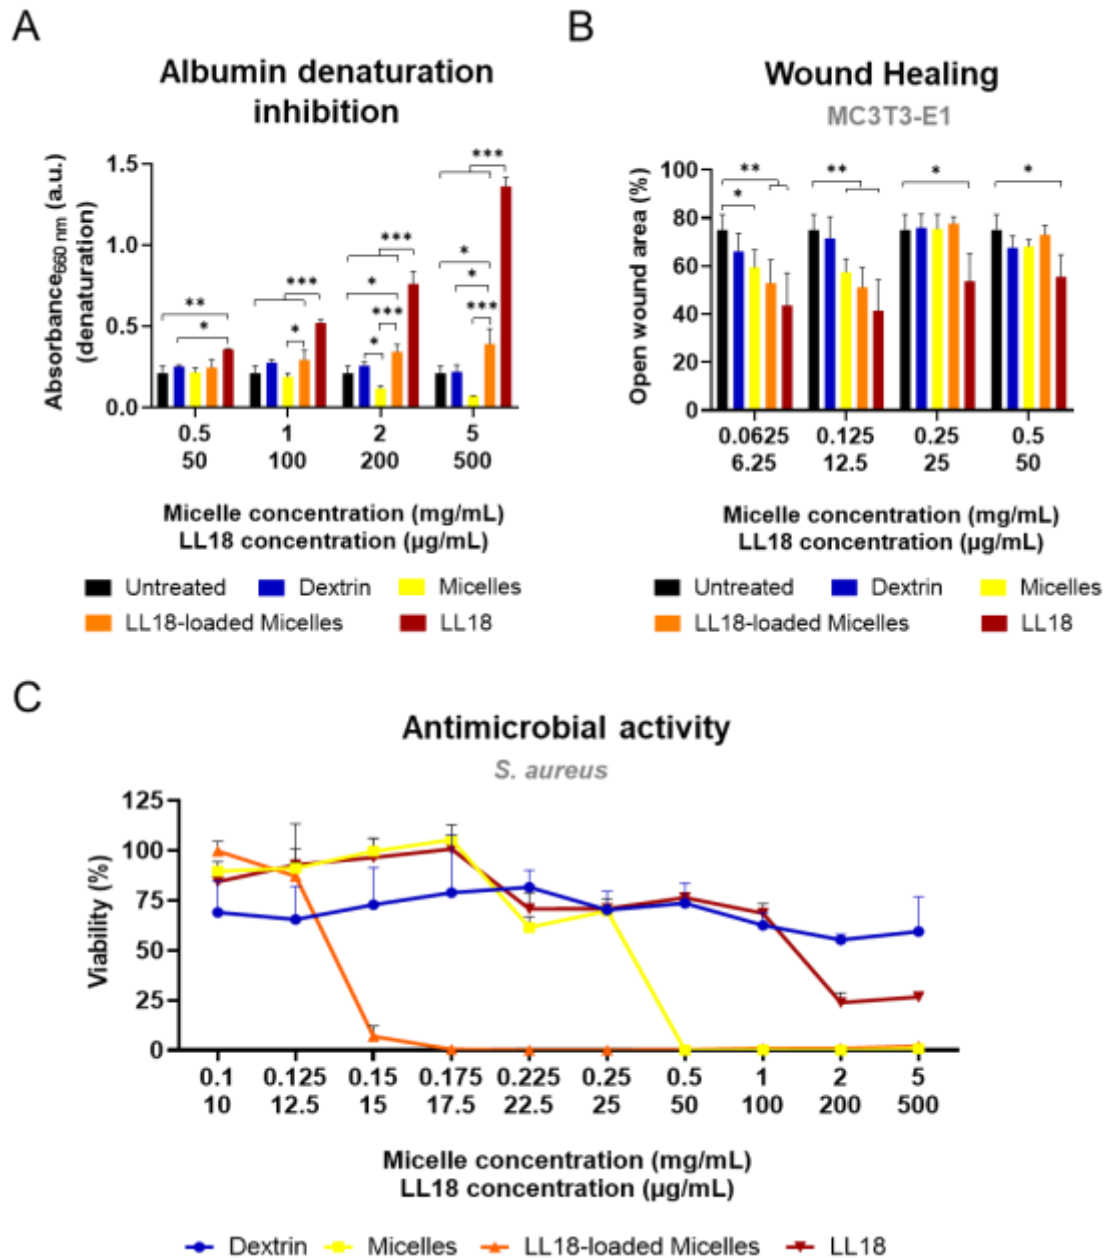 A
Albumin denaturation
inhibition
Absorbance660 nm (a.u.)
(denaturation)
1.5
1.0
0.5
0.0
**
*
***
*
***
*
***
*
***
*
*
***
0.5 1 2 5
50 100 200 500
Micelle concentration (mg/mL)
LL18 concentration (µg/mL)
Untreated Dextrin Micelles
LL18-loaded Micelles LL18
B
Wound Healing
MC3T3-E1
Open wound area (%)
100
80
60
40
20
0
**
*
**
*
*
0.0625 0.125 0.25 0.5
6.25 12.5 25 50
Micelle concentration (mg/mL)
LL18 concentration (µg/mL)
Untreated Dextrin Micelles
LL18-loaded Micelles LL18
C
Antimicrobial activity
S. aureus
Viability (%)
125
100
75
50
25
0
0.1 0.125 0.15 0.175 0.225 0.25 0.5 1 2 5
10 12.5 15 17.5 22.5 25 50 100 200 500
Micelle concentration (mg/mL)
LL18 concentration (µg/mL)
Dextrin Micelles LL18-loaded Micelles LL18